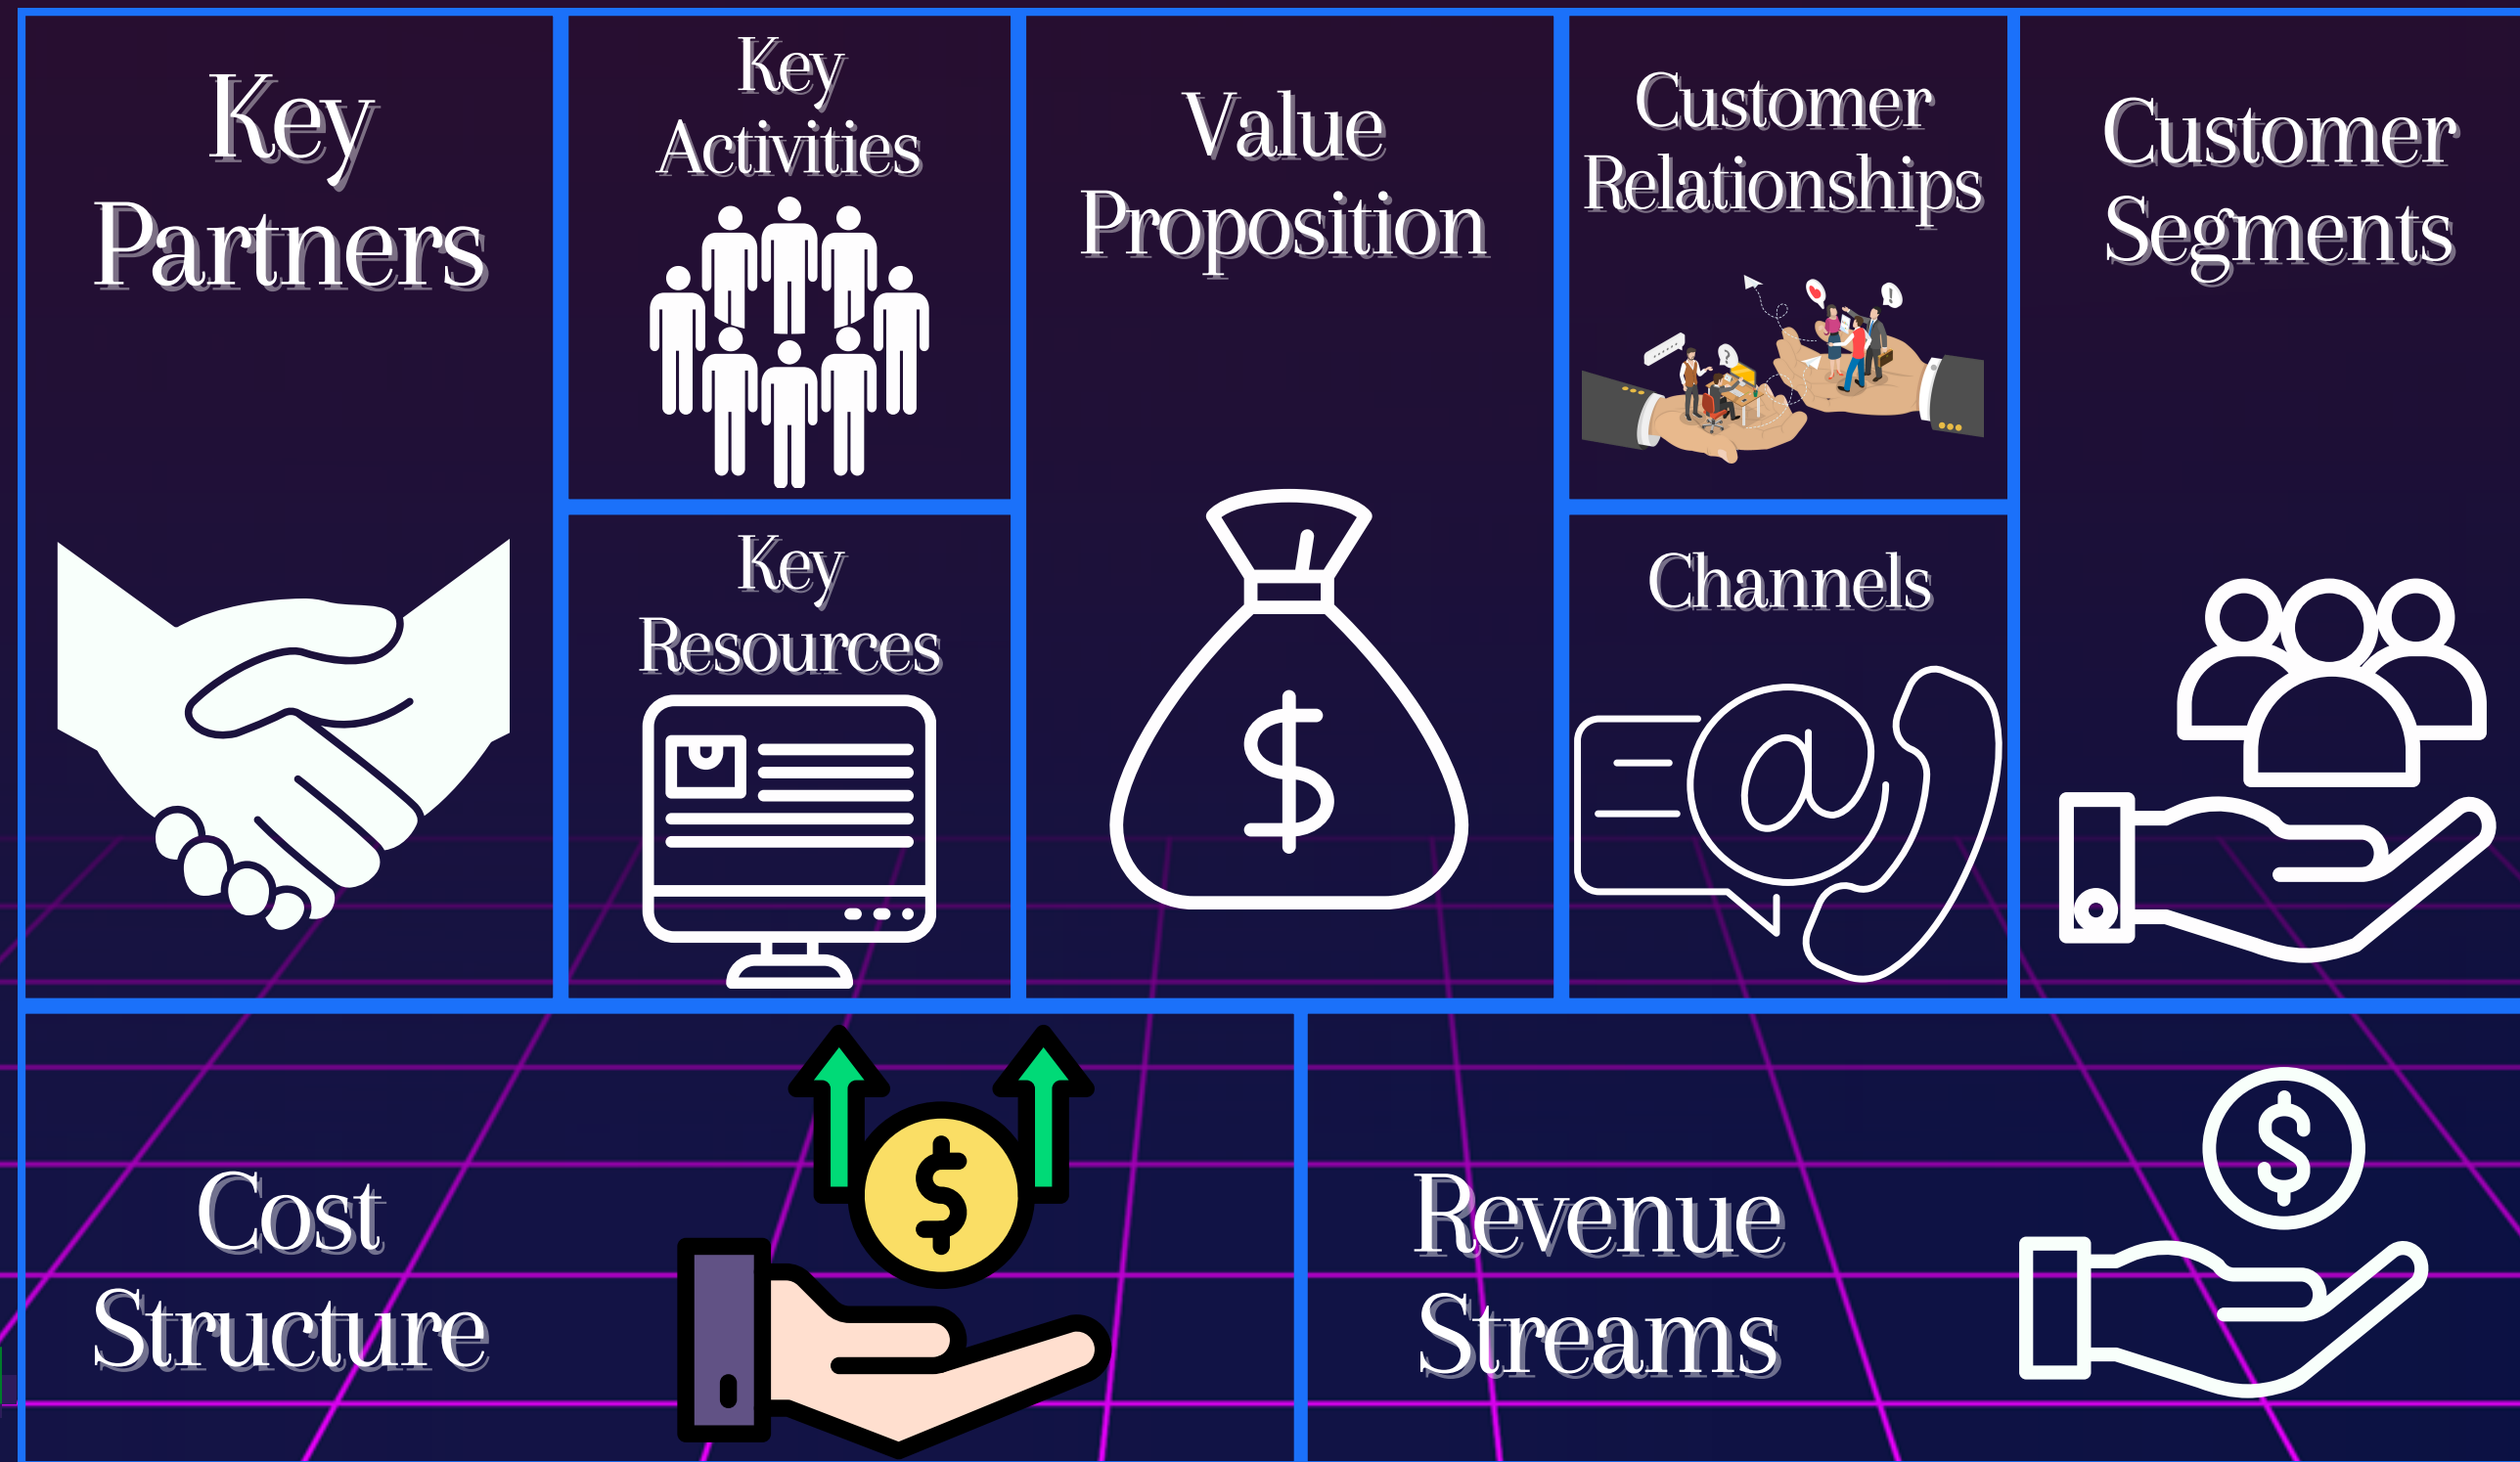 Key
Partners
Key
Activities
Key
Resources
Value
Proposition
$
Customer
Relationships
Channels
@
Customer
Segments
Cost
Structure
$
Revenue
Streams
$